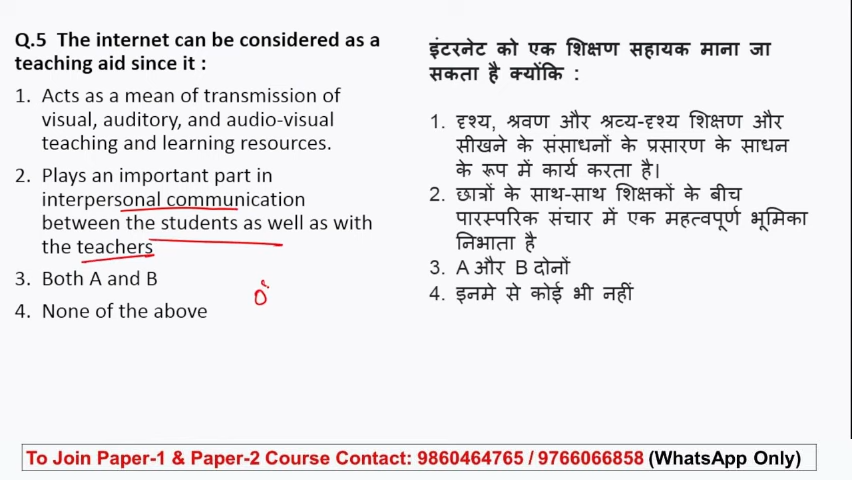 Q.5 The internet can be considered as a
teaching aid since it :
1. Acts as a mean of transmission of
visual, auditory, and audio-visual
teaching and learning resources.
2. Plays an important part in
interpersonal communication
between the students as well as with
the teachers
3. Both A and B
4. None of the above
इंटरनेट को एक शिक्षण सहायक माना जा
सकता है क्योंकि :
1. दृश्य, श्रवण और श्रव्य-दृश्य शिक्षण और
सीखने के संसाधनों के प्रसारण के साधन
के रूप में कार्य करता है।
2. छात्रों के साथ-साथ शिक्षकों के बीच
पारस्परिक संचार में एक महत्वपूर्ण भूमिका
निभाता है
3. A और B दोनों
4. इनमे से कोई भी नहीं
To Join Paper-1 & Paper-2 Course Contact: 9860464765 / 9766066858 (WhatsApp Only)